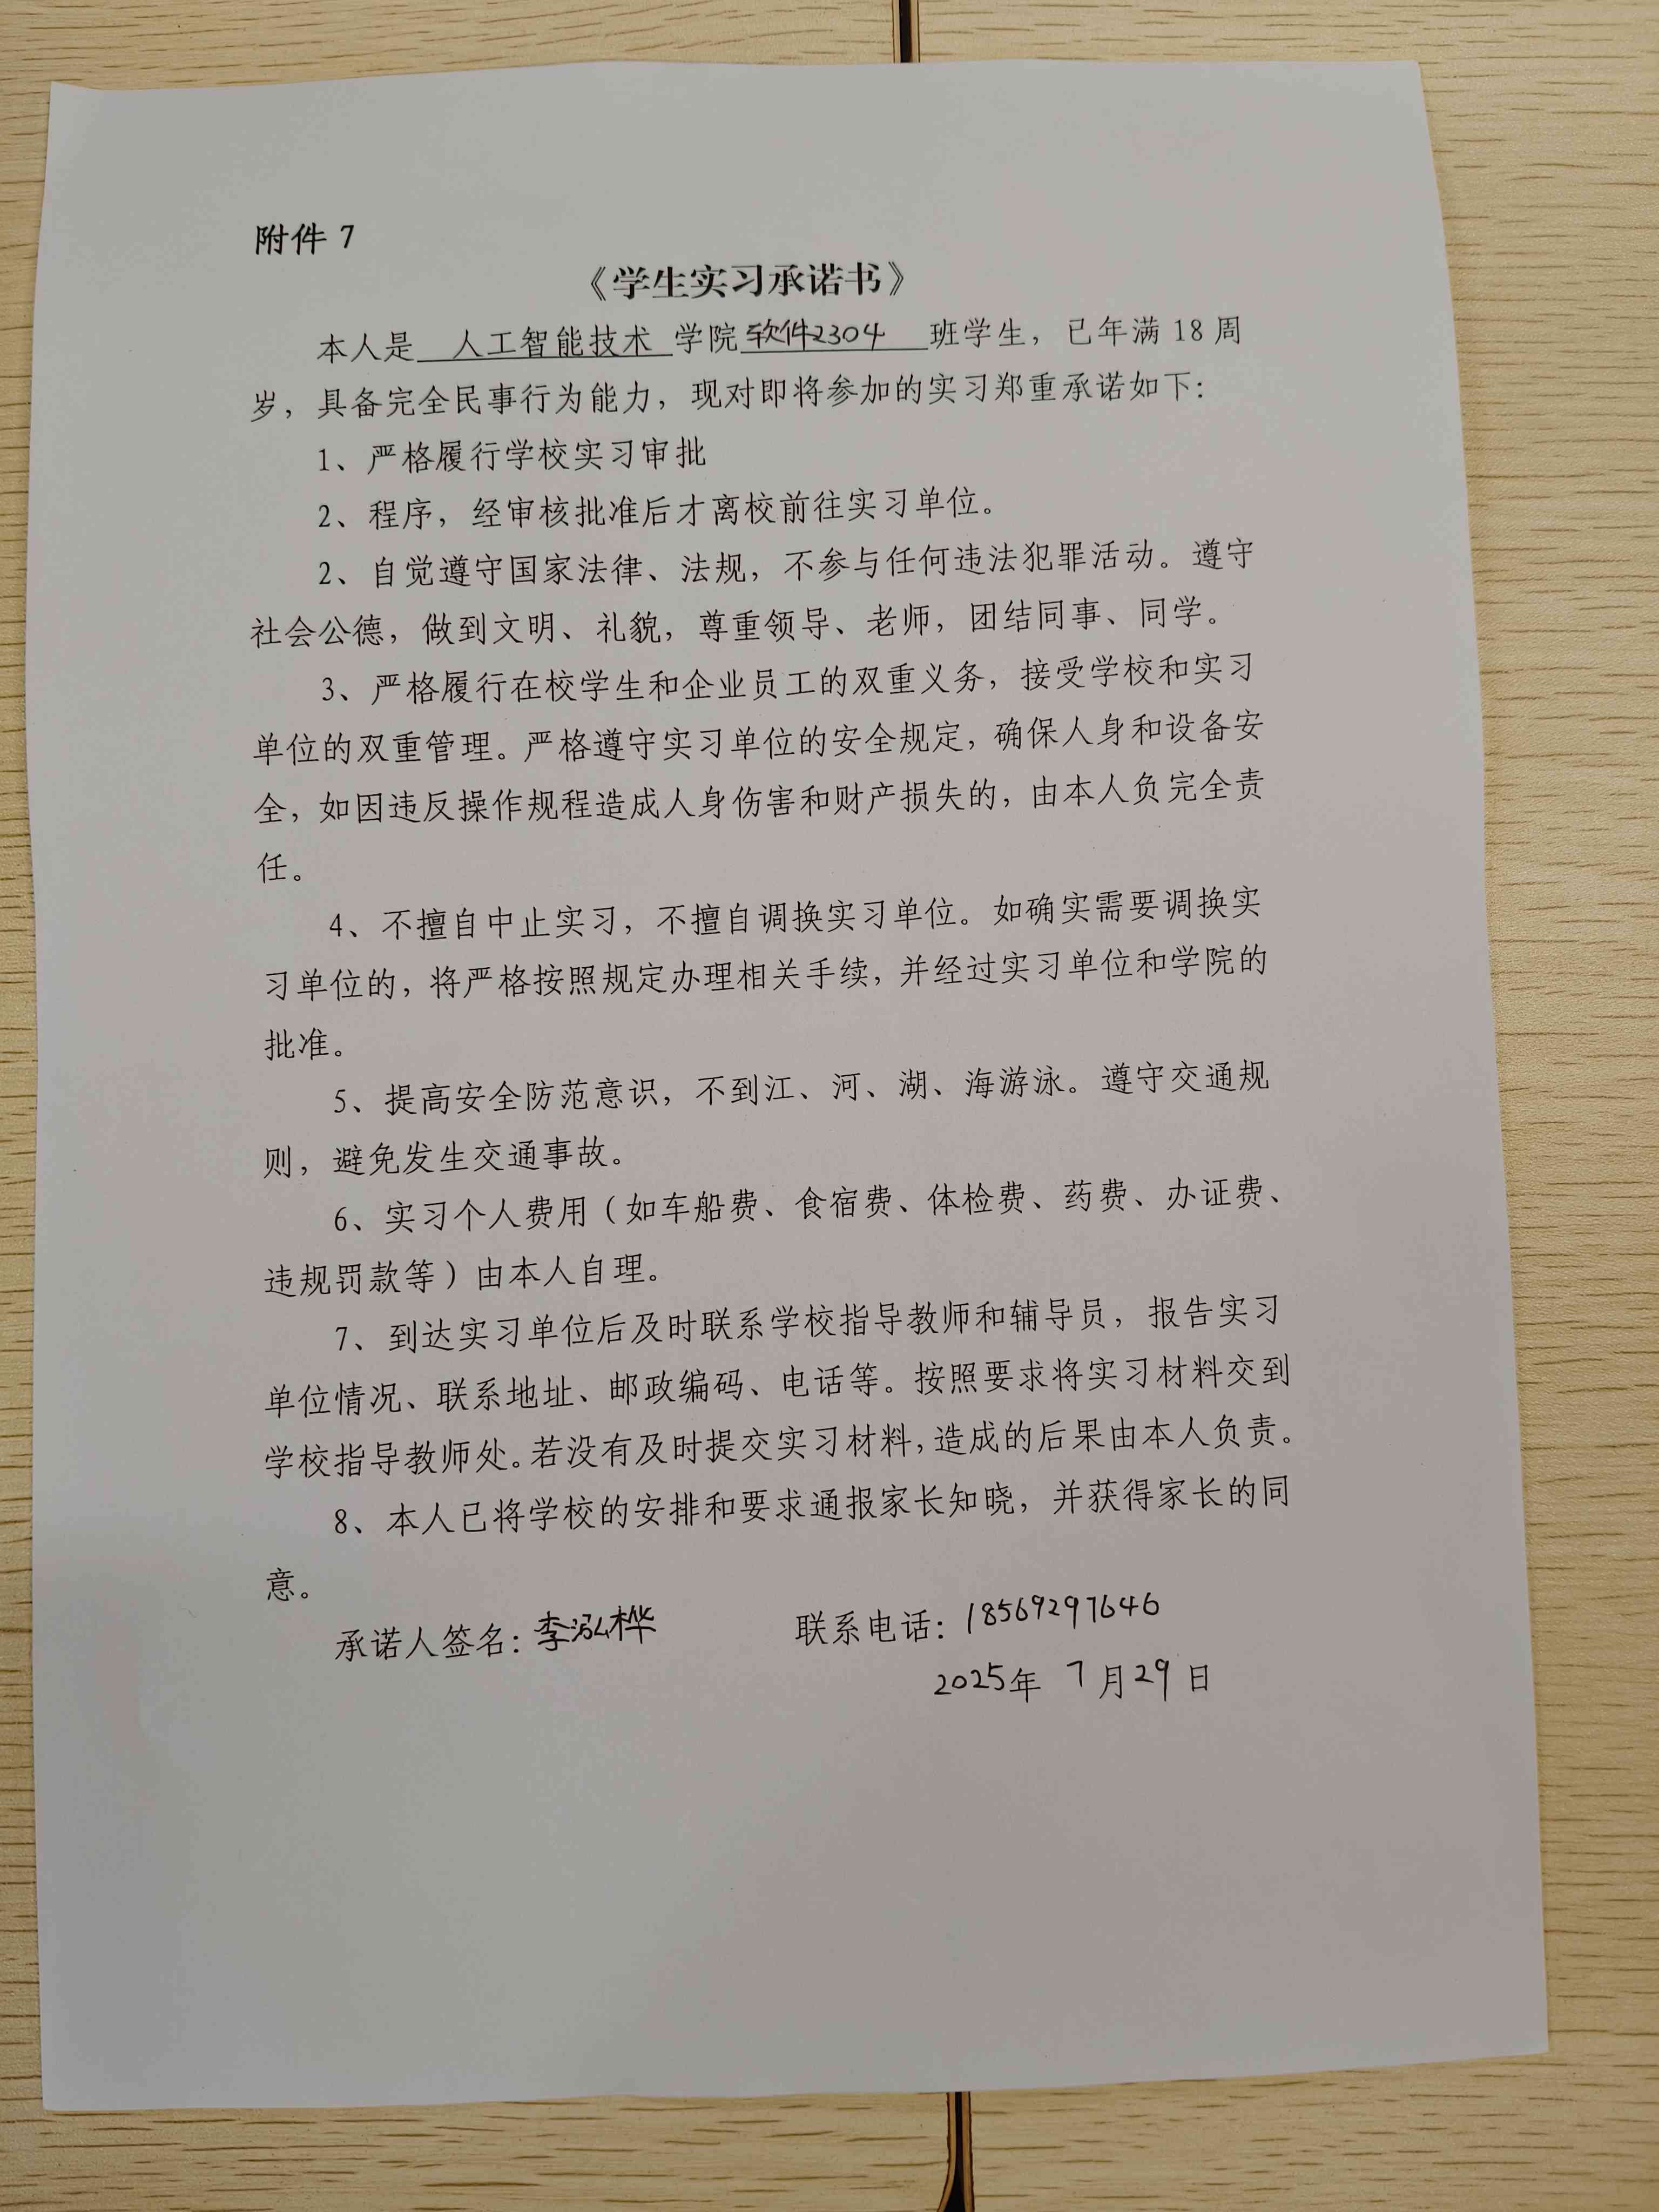 附件 7
《学生实习承诺书》
本人是 人工智能技术 学院 软件2304 班学生，已年满 18 周
岁，具备完全民事行为能力，现对即将参加的实习郑重承诺如下：
1、严格履行学校实习审批
2、程序，经审核批准后才离校前往实习单位。
2、自觉遵守国家法律、法规，不参与任何违法犯罪活动。遵守
社会公德，做到文明、礼貌，尊重领导、老师，团结同事、同学。
3、严格履行在校学生和企业员工的双重义务，接受学校和实习
单位的双重管理。严格遵守实习单位的安全规定，确保人身和设备安
全，如因违反操作规程造成人身伤害和财产损失的，由本人负完全责
任。
4、不擅自中止实习，不擅自调换实习单位。如确实需要调换实
习单位的，将严格按照规定办理相关手续，并经过实习单位和学院的
批准。
5、提高安全防范意识，不到江、河、湖、海游泳。遵守交通规
则，避免发生交通事故。
6、实习个人费用（如车船费、食宿费、体检费、药费、办证费、
违规罚款等）由本人自理。
7、到达实习单位后及时联系学校指导教师和辅导员，报告实习
单位情况、联系地址、邮政编码、电话等。按照要求将实习材料交到
学校指导教师处。若没有及时提交实习材料，造成的后果由本人负责。
8、本人已将学校的安排和要求通报家长知晓，并获得家长的同
意。
承诺人签名：李泓桦 联系电话：18569297646
2025年 7月29日